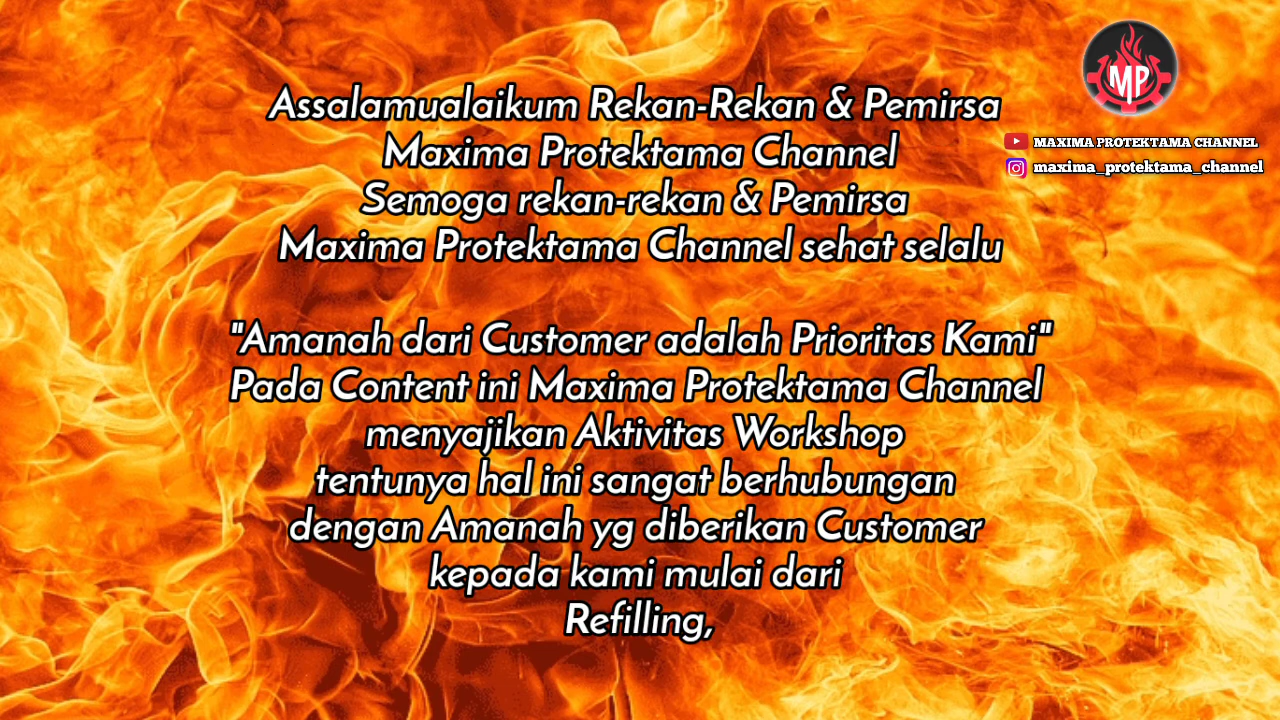 MP
MAXIMA PROTEKTAMA CHANNEL
maxima_protektama_channel
Assalamualaikum Rekan-Rekan & Pemirsa
Maxima Protektama Channel
Semoga rekan-rekan & Pemirsa
Maxima Protektama Channel sehat selalu
"Amanah dari Customer adalah Prioritas Kami"
Pada Content ini Maxima Protektama Channel
menyajikan Aktivitas Workshop
tentunya hal ini sangat berhubungan
dengan Amanah yg diberikan Customer
kepada kami mulai dari
Refilling,